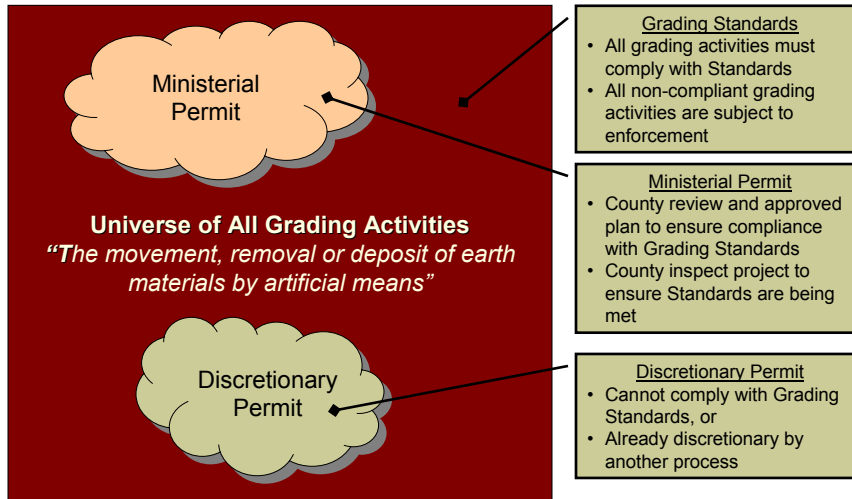 Ministerial
Permit
Universe of All Grading Activities
“The movement, removal or deposit of earth
materials by artificial means”
Discretionary
Permit
Grading Standards
• All grading activities must
comply with Standards
• All non-compliant grading
activities are subject to
enforcement
Ministerial Permit
• County review and approved
plan to ensure compliance
with Grading Standards
• County inspect project to
ensure Standards are being
met
Discretionary Permit
• Cannot comply with Grading
Standards, or
• Already discretionary by
another process